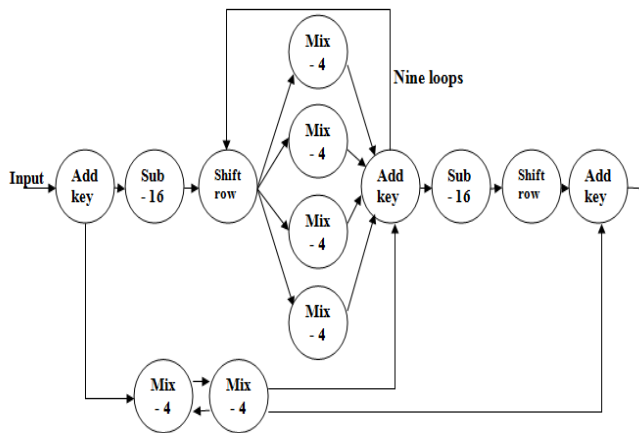 Mix
- 4
Nine loops
Mix
- 4
Input
Add
key
Sub
- 16
Shift
row
Add
key
Sub
- 16
Shift
row
Add
key
Mix
- 4
Mix
- 4
Mix
- 4
Mix
- 4